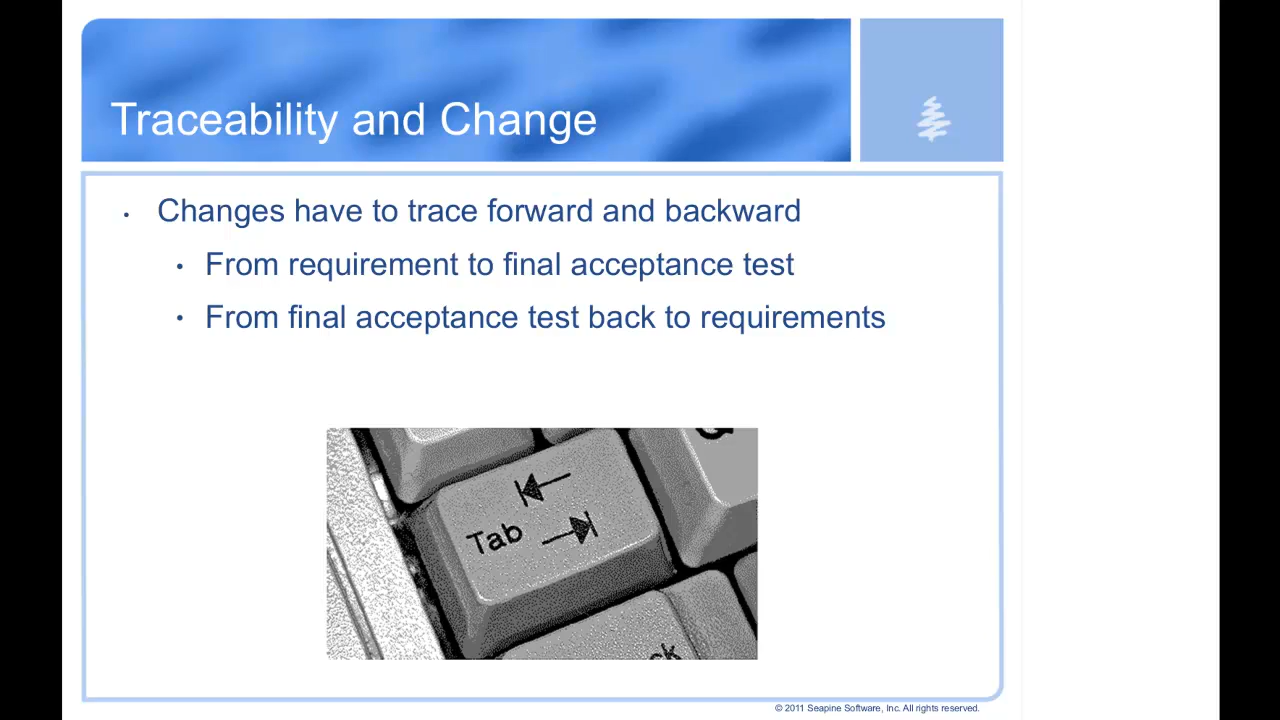 Traceability and Change
• Changes have to trace forward and backward
• From requirement to final acceptance test
• From final acceptance test back to requirements
Q
Tab
ck
© 2011 Seapine Software, Inc. All rights reserved.